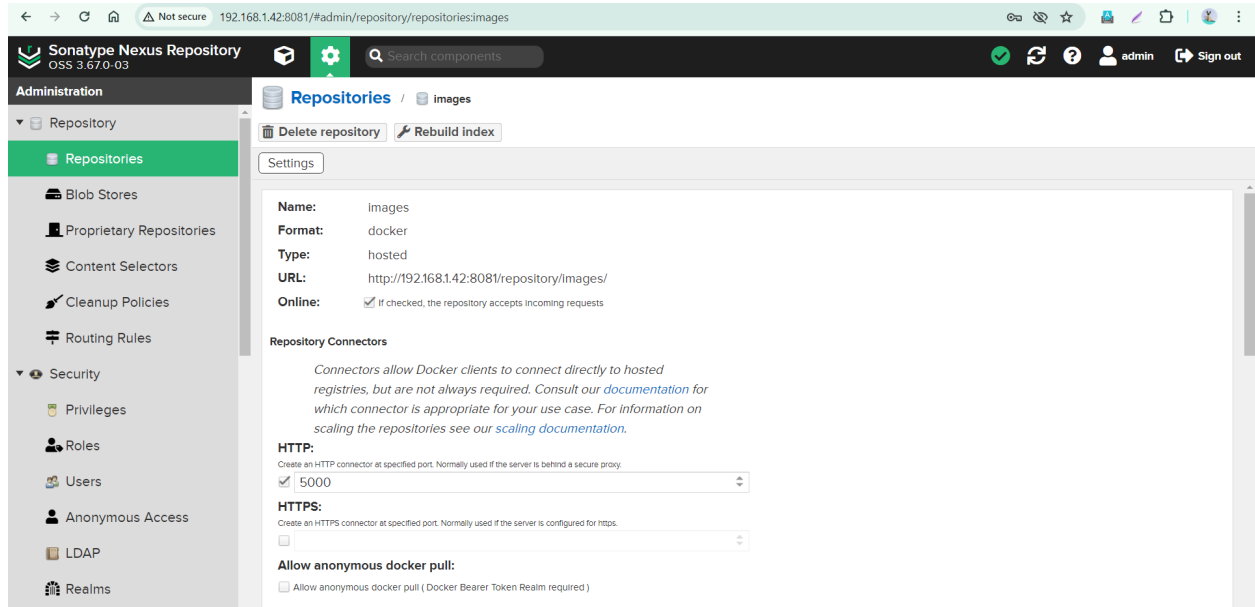 Not secure 192.168.1.42:8081/#admin/repository/repositories:images
Sonatype Nexus Repository
OSS 3.67.0-03
Search components
admin
Sign out
Administration
Repository
Repositories
Blob Stores
Proprietary Repositories
Content Selectors
Cleanup Policies
Routing Rules
Security
Privileges
Roles
Users
Anonymous Access
LDAP
Realms
Repositories / images
Delete repository
Rebuild index
Settings
Name: images
Format: docker
Type: hosted
URL: http://192.168.1.42:8081/repository/images/
Online: If checked, the repository accepts incoming requests
Repository Connectors
Connectors allow Docker clients to connect directly to hosted
registries, but are not always required. Consult our documentation for
which connector is appropriate for your use case. For information on
scaling the repositories see our scaling documentation.
HTTP:
Create an HTTP connector at specified port. Normally used if the server is behind a secure proxy.
5000
HTTPS:
Create an HTTPS connector at specified port. Normally used if the server is configured for https.
Allow anonymous docker pull:
Allow anonymous docker pull ( Docker Bearer Token Realm required )